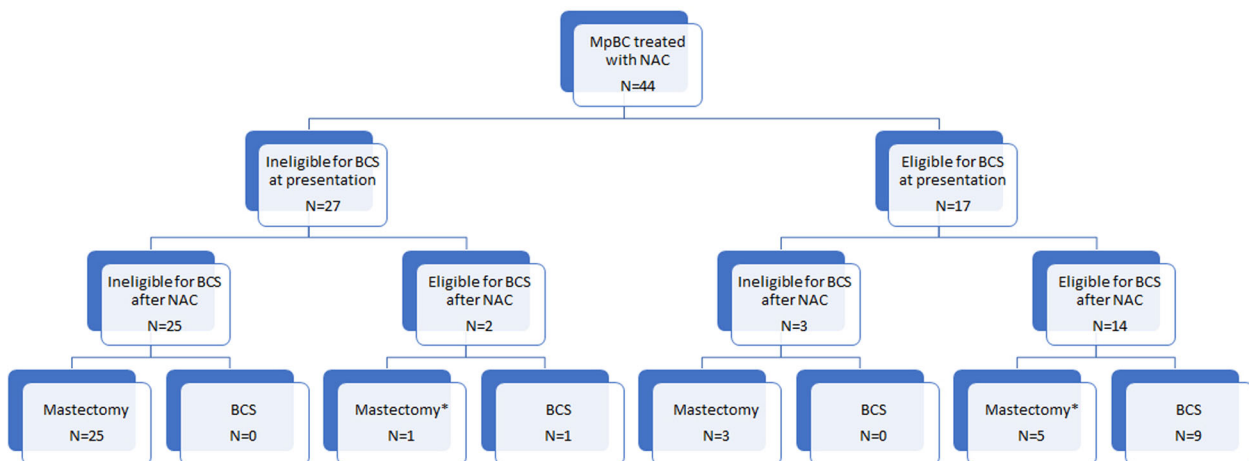 MpBC treated
with NAC
N=44
Ineligible for BCS
at presentation
N=27
Eligible for BCS
at presentation
N=17
Ineligible for BCS
after NAC
N=25
Eligible for BCS
after NAC
N=2
Ineligible for BCS
after NAC
N=3
Eligible for BCS
after NAC
N=14
Mastectomy
N=25
BCS
N=0
Mastectomy*
N=1
BCS
N=1
Mastectomy
N=3
BCS
N=0
Mastectomy*
N=5
BCS
N=9